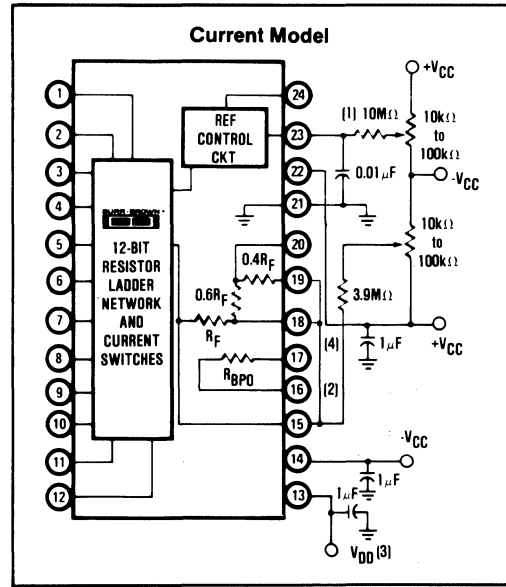 Current Model
1
2
3
4
5
6
7
8
9
10
11
12
24
23
22
21
20
19
18
17
16
15
14
13
REF
CONTROL
CKT
BURR-BROWN
12-BIT
RESISTOR
LADDER
NETWORK
AND
CURRENT
SWITCHES
0.4RF
0.6RF
RF
RBPO
+VCC
(1) 10MΩ
10kΩ
to
100kΩ
0.01μF
-VCC
10kΩ
to
100kΩ
3.9MΩ
(4)
1μF
+VCC
(2)
-VCC
1μF
1μF
VDD (3)